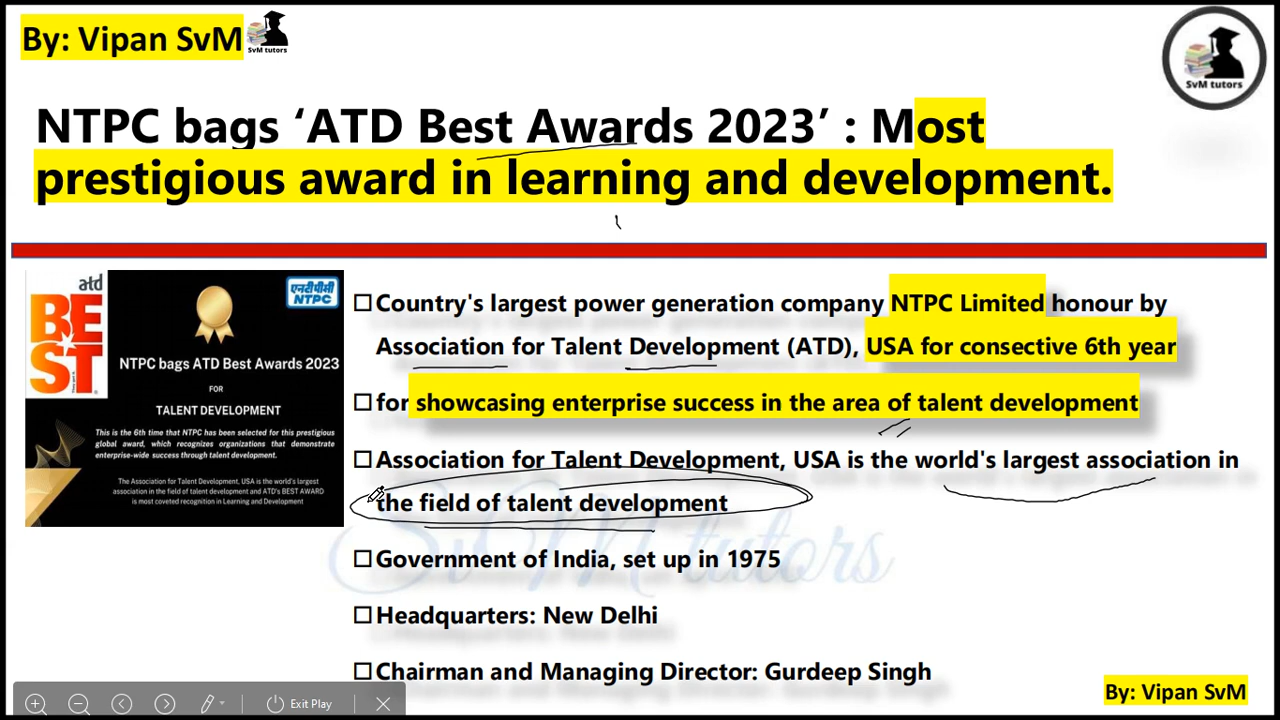 By: Vipan SvM
SvM tutors
SvM tutors
NTPC bags ‘ATD Best Awards 2023’ : Most
prestigious award in learning and development.
atd
BEST
एनटीपीसी
NTPC
NTPC bags ATD Best Awards 2023
FOR
TALENT DEVELOPMENT
This is the 6th time that NTPC has been selected for this prestigious
global award, which recognizes organizations that demonstrate
enterprise-wide success through talent development.
The Association for Talent Development, USA is the world's largest
association in the field of talent development and ATD's BEST AWARD
is most coveted recognition in Learning and Development
Country's largest power generation company NTPC Limited honour by
Association for Talent Development (ATD), USA for consective 6th year
for showcasing enterprise success in the area of talent development
Association for Talent Development, USA is the world's largest association in
the field of talent development
SvM tutors
Government of India, set up in 1975
Headquarters: New Delhi
Chairman and Managing Director: Gurdeep Singh
Exit Play
By: Vipan SvM